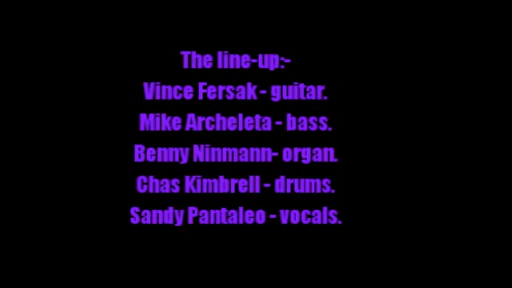 The line-up:-
Vince Fersak - guitar.
Mike Archeleta - bass.
Benny Ninmann- organ.
Chas Kimbrell - drums.
Sandy Pantaleo - vocals.